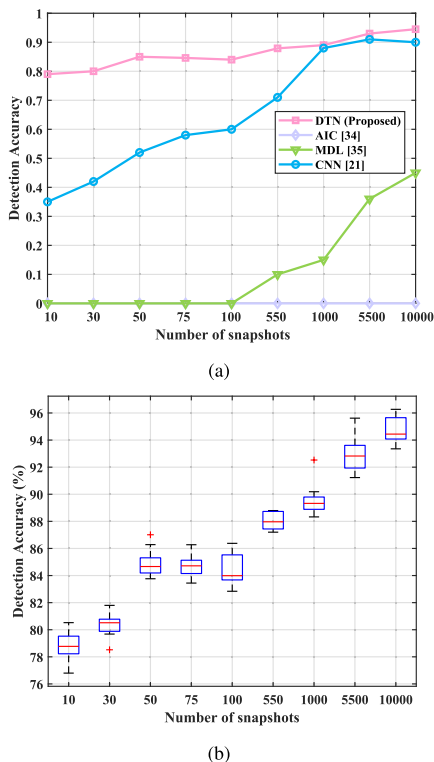 1
0.9
0.8
0.7
0.6
0.5
0.4
0.3
0.2
0.1
0
Detection Accuracy
DTN (Proposed)
AIC [34]
MDL [35]
CNN [21]
10 30 50 75 100 550 1000 5500 10000
Number of snapshots
(a)
96
94
92
90
88
86
84
82
80
78
76
Detection Accuracy (%)
10 30 50 75 100 550 1000 5500 10000
Number of snapshots
(b)